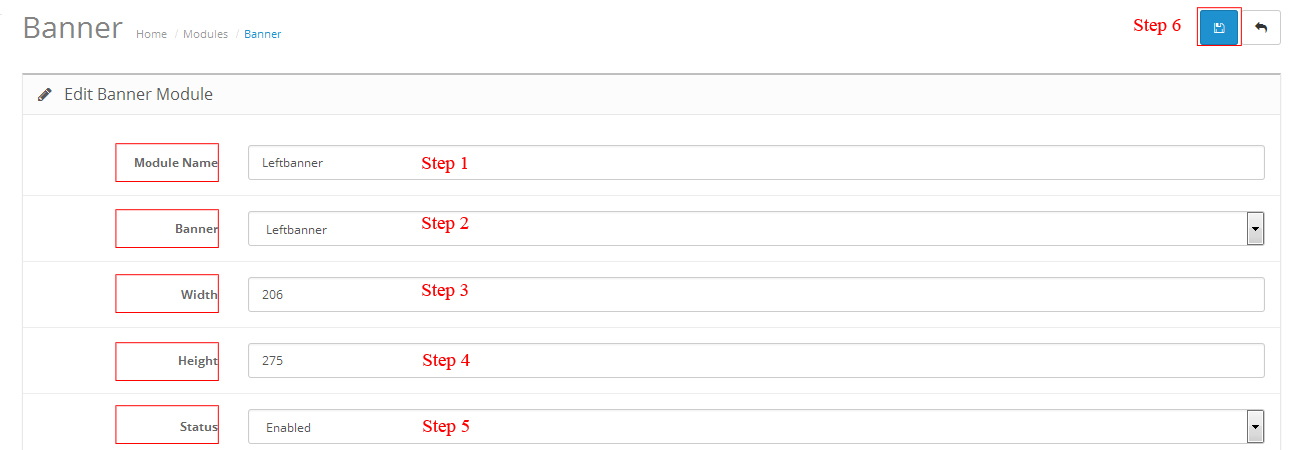 Banner Home / Modules / Banner Step 6
Edit Banner Module
Module Name Leftbanner Step 1
Banner Leftbanner Step 2
Width 206 Step 3
Height 275 Step 4
Status Enabled Step 5